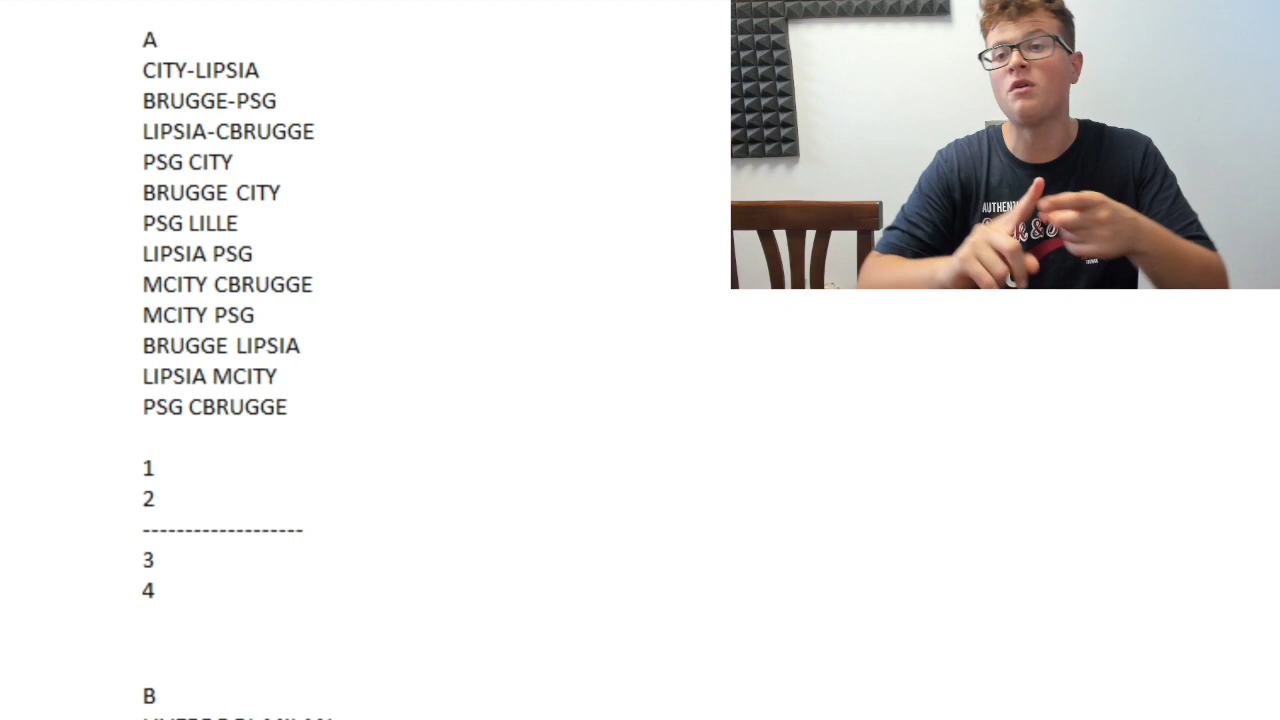 A
CITY-LIPSIA
BRUGGE-PSG
LIPSIA-CBRUGGE
PSG CITY
BRUGGE CITY
PSG LILLE
LIPSIA PSG
MCITY CBRUGGE
MCITY PSG
BRUGGE LIPSIA
LIPSIA MCITY
PSG CBRUGGE
1
2
-------------------
3
4
B